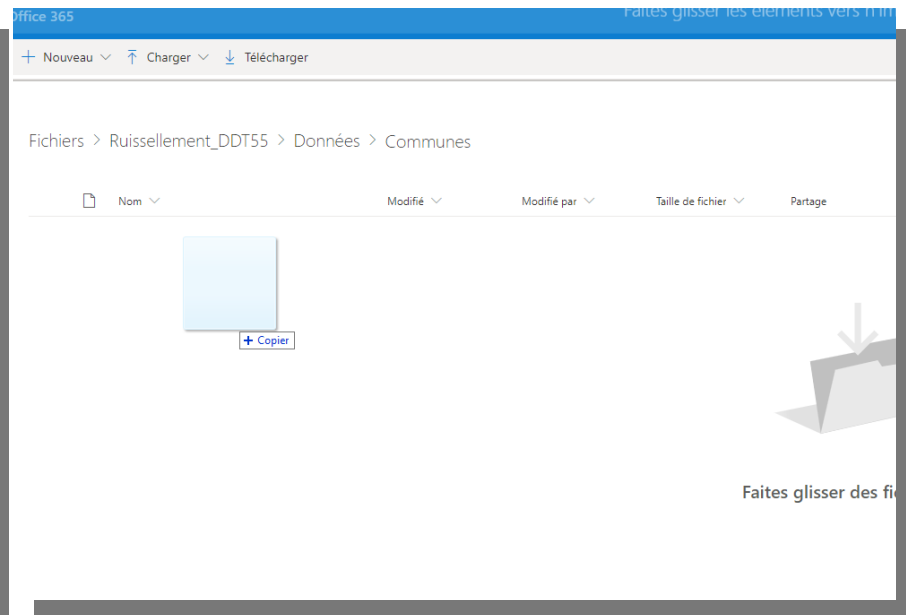 Office 365
Faites glisser les éléments vers n'im
Nouveau Charger Télécharger
Fichiers > Ruissellement_DDT55 > Données > Communes
Nom Modifié Modifié par Taille de fichier Partage
+ Copier
Faites glisser des fi